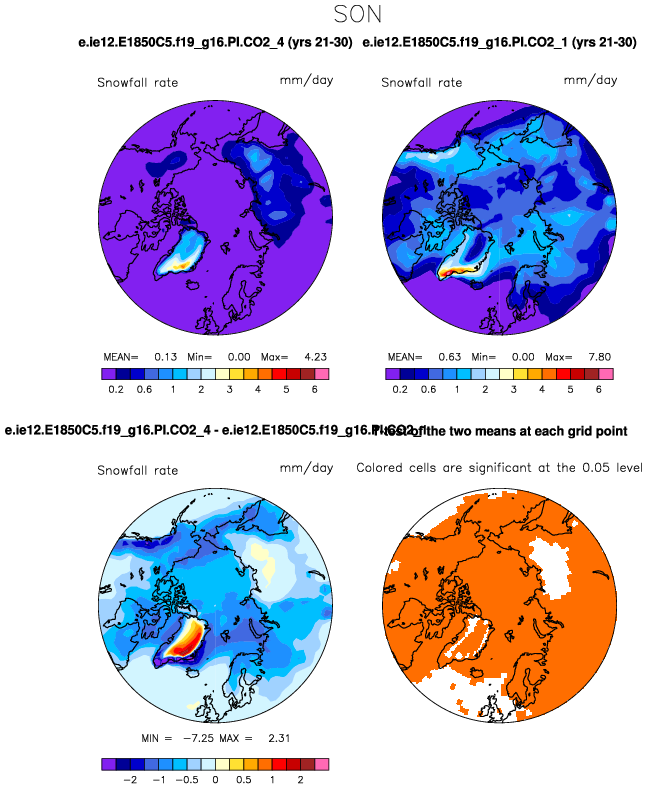 SON
e.ie12.E1850C5.f19_g16.PI.CO2_4 (yrs 21-30) e.ie12.E1850C5.f19_g16.PI.CO2_1 (yrs 21-30)
Snowfall rate mm/day Snowfall rate mm/day
MEAN= 0.13 Min= 0.00 Max= 4.23 MEAN= 0.63 Min= 0.00 Max= 7.80
0.2 0.6 1 2 3 4 5 6 0.2 0.6 1 2 3 4 5 6
e.ie12.E1850C5.f19_g16.PI.CO2_4 - e.ie12.E1850C5.f19_g16.PI.CO2_1 T-test of the two means at each grid point
Snowfall rate mm/day Colored cells are significant at the 0.05 level
MIN = -7.25 MAX = 2.31
-2 -1 -0.5 0 0.5 1 2